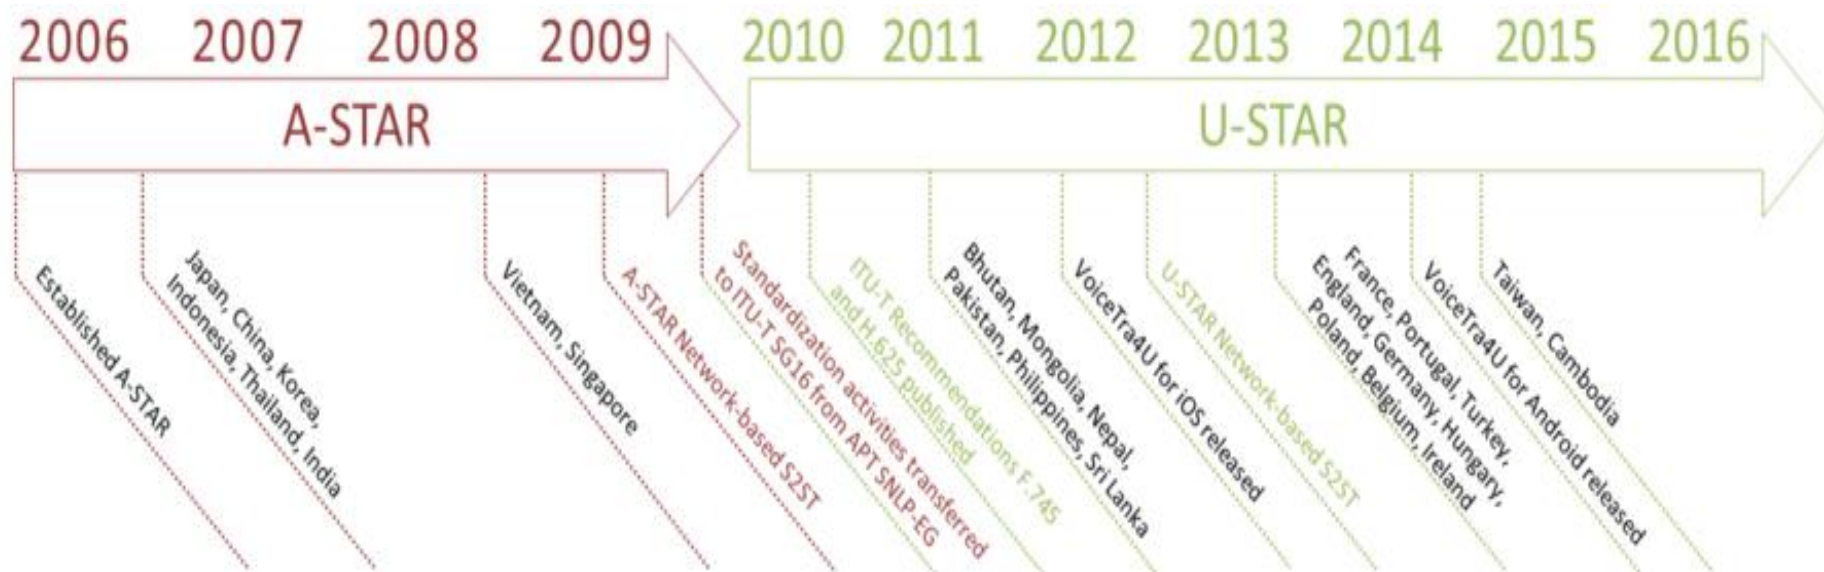 2006 2007 2008 2009 2010 2011 2012 2013 2014 2015 2016
A-STAR
U-STAR
Established A-STAR
Japan, China, Korea,
Indonesia, Thailand, India
Vietnam, Singapore
A-STAR Network-based S2ST
Standardization activities transferred
to ITU-T SG16 from APT SNLP-EG
ITU-T Recommendations F.745
and H.625 published
Bhutan, Mongolia, Nepal,
Pakistan, Philippines, Sri Lanka
VoiceTra4U for iOS released
U-STAR Network-based S2ST
France, Portugal, Turkey,
England, Germany, Hungary,
Poland, Belgium, Ireland
VoiceTra4U for Android released
Taiwan, Cambodia